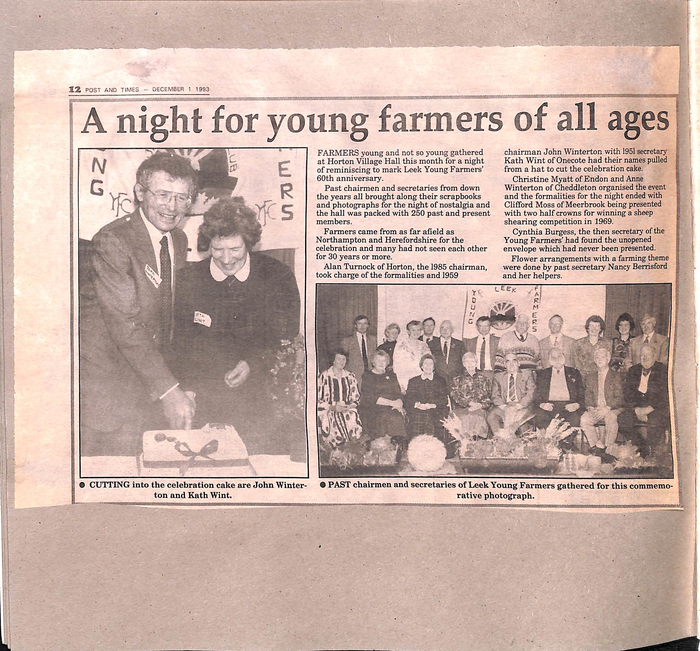 12 POST AND TIMES — DECEMBER 1 1993
A night for young farmers of all ages
NG
YFC
UB
YFC
ERS
KATH
WINT
FARMERS young and not so young gathered
at Horton Village Hall this month for a night
of reminiscing to mark Leek Young Farmers'
60th anniversary.
Past chairmen and secretaries from down
the years all brought along their scrapbooks
and photographs for the night of nostalgia and
the hall was packed with 250 past and present
members.
Farmers came from as far afield as
Northampton and Herefordshire for the
celebration and many had not seen each other
for 30 years or more.
Alan Turnock of Horton, the 1985 chairman,
took charge of the formalities and 1959
chairman John Winterton with 1951 secretary
Kath Wint of Onecote had their names pulled
from a hat to cut the celebration cake.
Christine Myatt of Endon and Anne
Winterton of Cheddleton organised the event
and the formalities for the night ended with
Clifford Moss of Meerbrook being presented
with two half crowns for winning a sheep
shearing competition in 1969.
Cynthia Burgess, the then secretary of the
Young Farmers' had found the unopened
envelope which had never been presented.
Flower arrangements with a farming theme
were done by past secretary Nancy Berrisford
and her helpers.
YOUNG
YFC
LEEK
FARMERS
● CUTTING into the celebration cake are John Winter-
ton and Kath Wint.
● PAST chairmen and secretaries of Leek Young Farmers gathered for this commemo-
rative photograph.